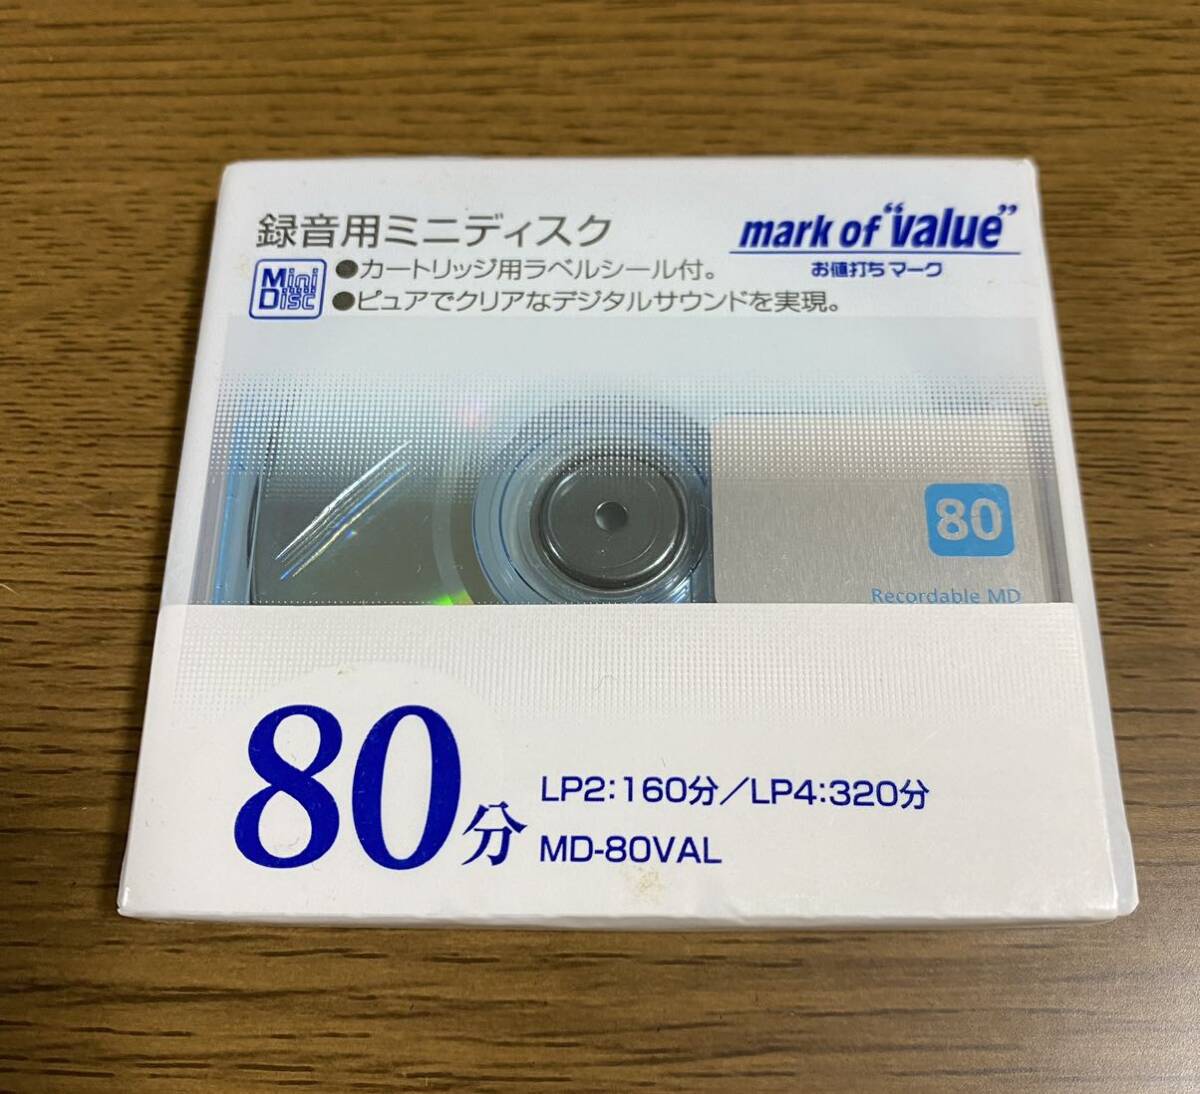 録音用ミニディスク
mark of "value"
お値打ちマーク
Mini
Disc
●カートリッジ用ラベルシール付。
●ピュアでクリアなデジタルサウンドを実現。
80
Recordable MD
80分
LP2:160分／LP4:320分
MD-80VAL